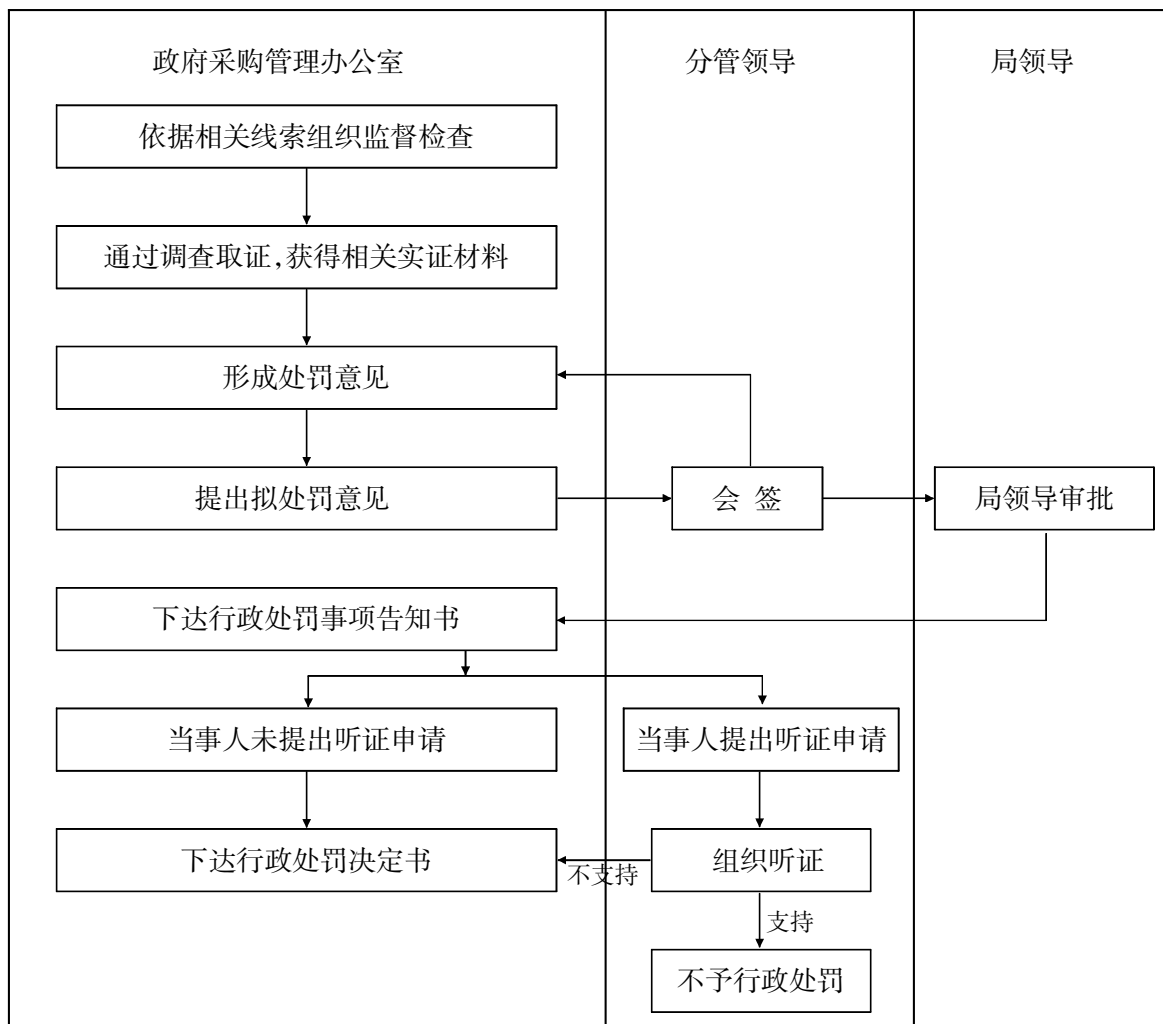 政府采购管理办公室
分管领导
局领导
依据相关线索组织监督检查
通过调查取证,获得相关实证材料
形成处罚意见
提出拟处罚意见
会 签
局领导审批
下达行政处罚事项告知书
当事人未提出听证申请
当事人提出听证申请
下达行政处罚决定书
不支持
组织听证
支持
不予行政处罚